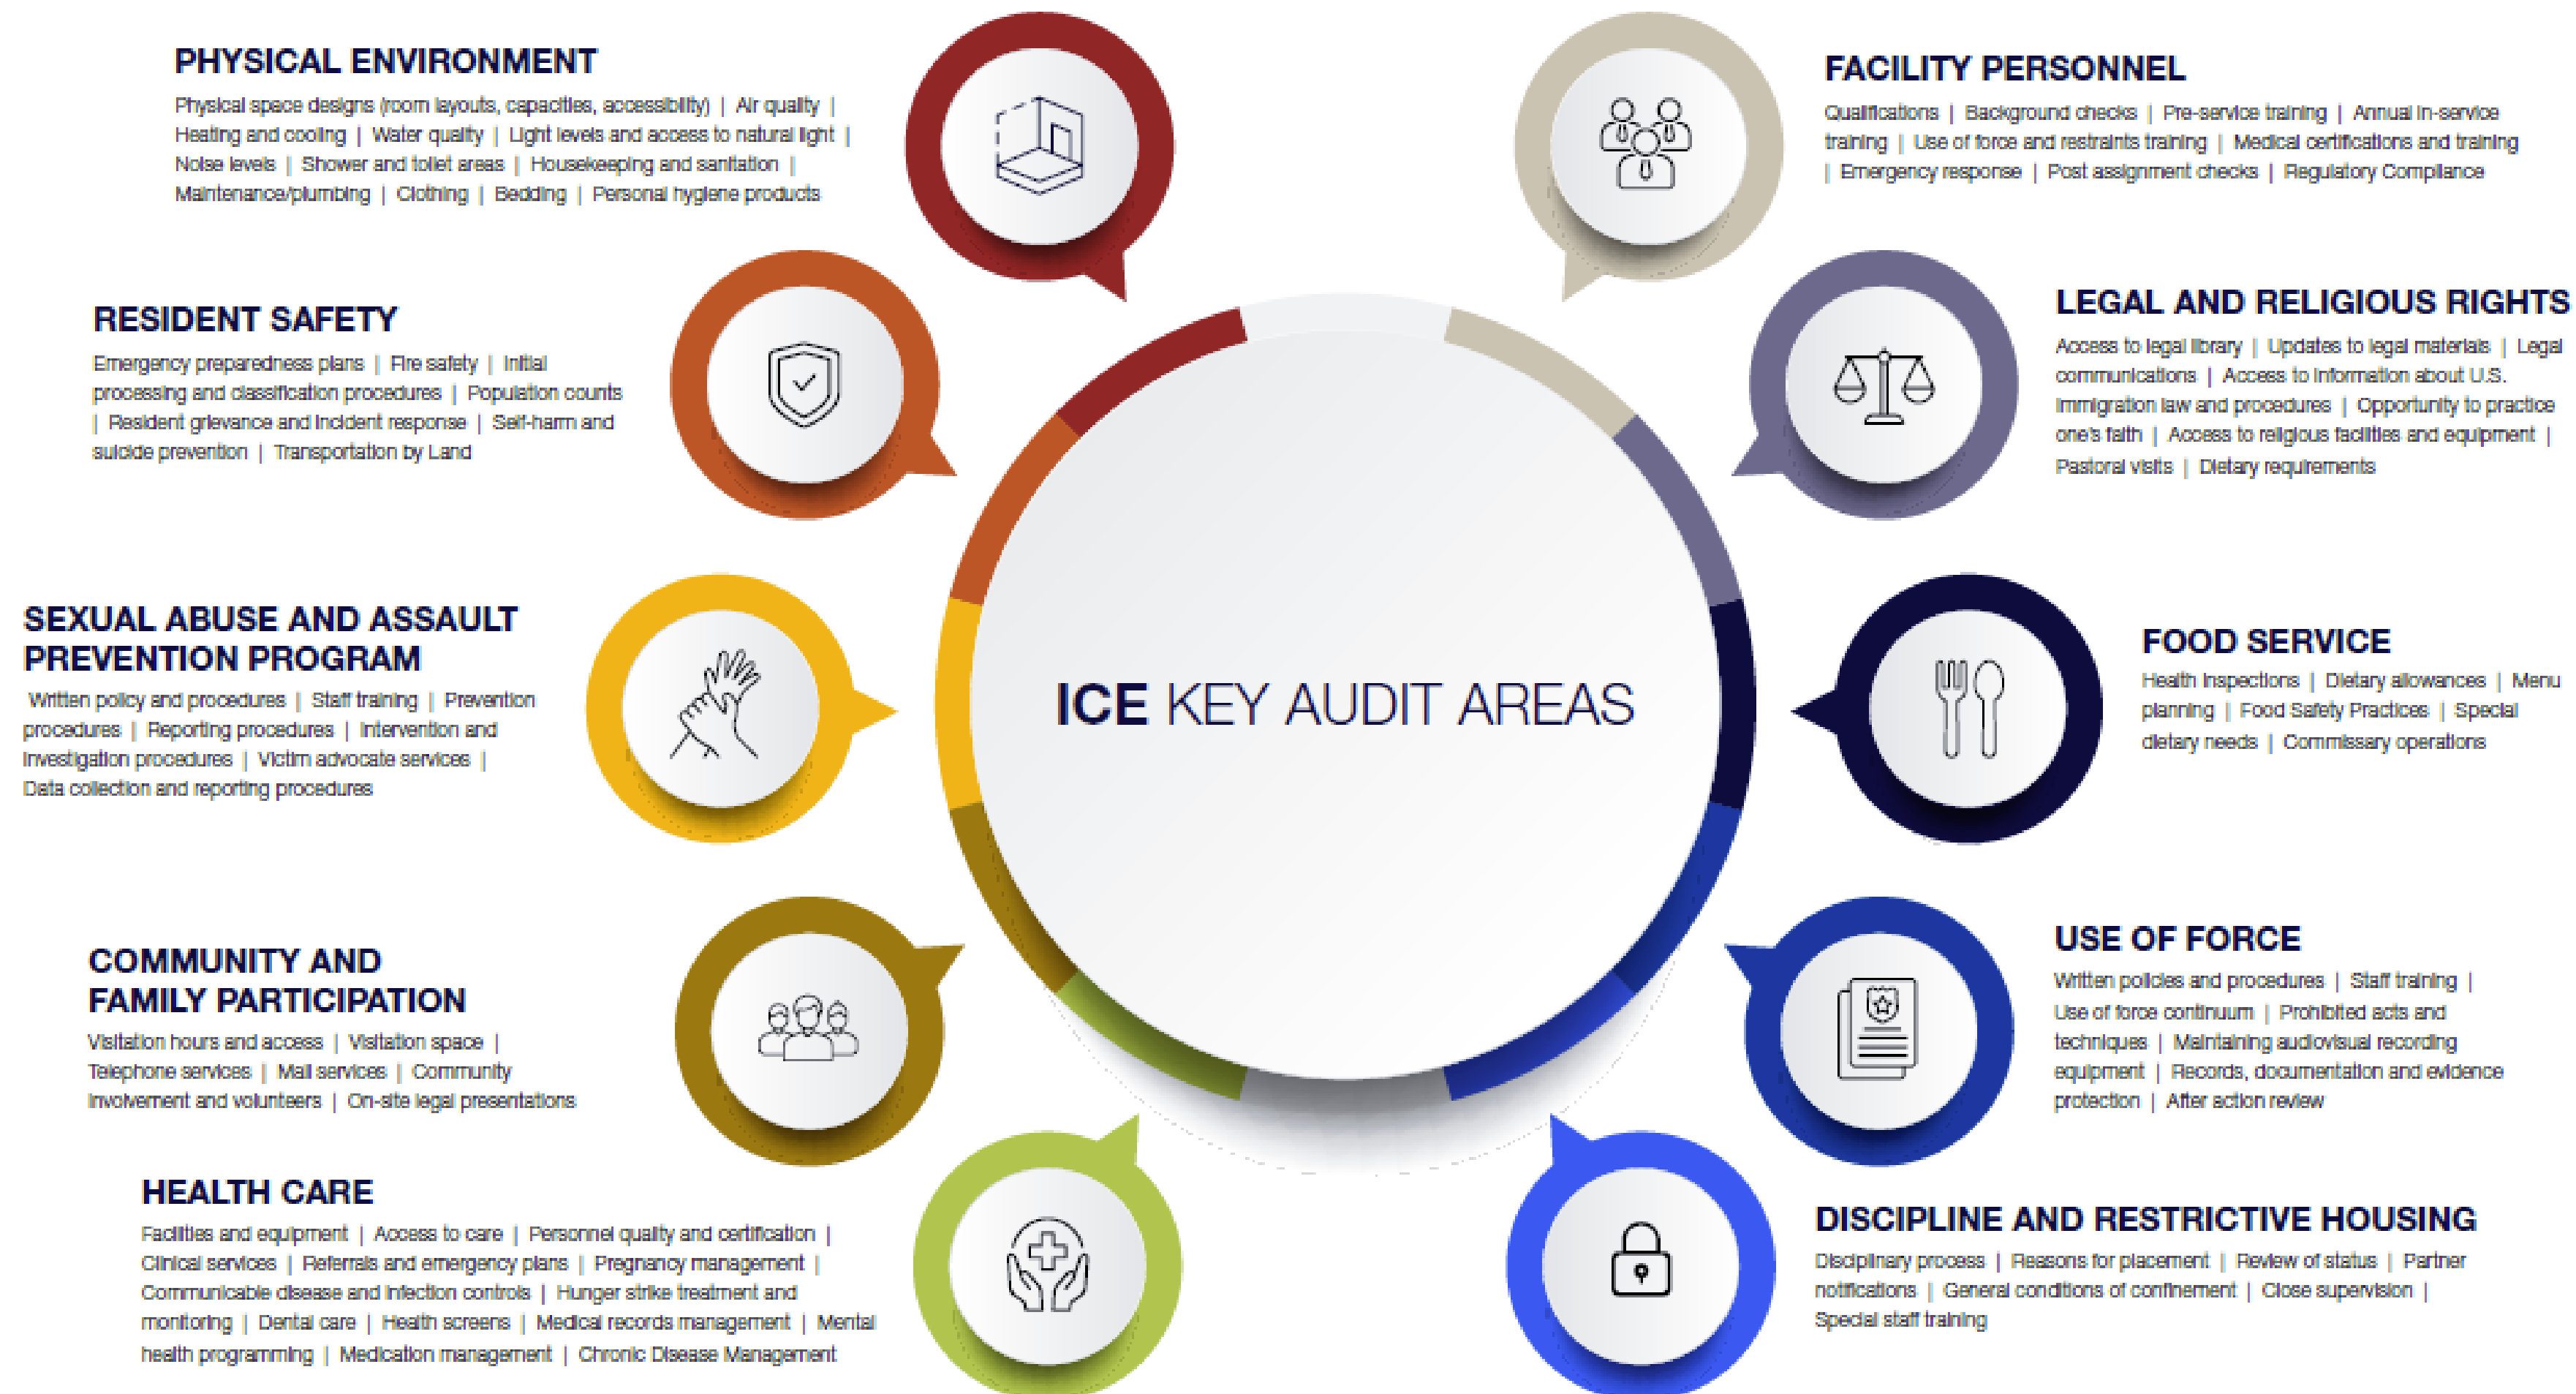 PHYSICAL ENVIRONMENT
Physical space designs (room layouts, capacities, accessibility) | Air quality |
Heating and cooling | Water quality | Light levels and access to natural light |
Noise levels | Shower and toilet areas | Housekeeping and sanitation |
Maintenance/plumbing | Clothing | Bedding | Personal hygiene products
RESIDENT SAFETY
Emergency preparedness plans | Fire safety | Initial
processing and classification procedures | Population counts
| Resident grievance and incident response | Self-harm and
suicide prevention | Transportation by Land
SEXUAL ABUSE AND ASSAULT
PREVENTION PROGRAM
Written policy and procedures | Staff training | Prevention
procedures | Reporting procedures | Intervention and
investigation procedures | Victim advocate services |
Data collection and reporting procedures
COMMUNITY AND
FAMILY PARTICIPATION
Visitation hours and access | Visitation space |
Telephone services | Mail services | Community
involvement and volunteers | On-site legal presentations
HEALTH CARE
Facilities and equipment | Access to care | Personnel quality and certification |
Clinical services | Referrals and emergency plans | Pregnancy management |
Communicable disease and infection controls | Hunger strike treatment and
monitoring | Dental care | Health screens | Medical records management | Mental
health programming | Medication management | Chronic Disease Management
ICE KEY AUDIT AREAS
FACILITY PERSONNEL
Qualifications | Background checks | Pre-service training | Annual in-service
training | Use of force and restraints training | Medical certifications and training
| Emergency response | Post assignment checks | Regulatory Compliance
LEGAL AND RELIGIOUS RIGHTS
Access to legal library | Updates to legal materials | Legal
communications | Access to information about U.S.
immigration law and procedures | Opportunity to practice
one's faith | Access to religious facilities and equipment |
Pastoral visits | Dietary requirements
FOOD SERVICE
Health Inspections | Dietary allowances | Menu
planning | Food Safety Practices | Special
dietary needs | Commissary operations
USE OF FORCE
Written policies and procedures | Staff training |
Use of force continuum | Prohibited acts and
techniques | Maintaining audiovisual recording
equipment | Records, documentation and evidence
protection | After action review
DISCIPLINE AND RESTRICTIVE HOUSING
Disciplinary process | Reasons for placement | Review of status | Partner
notifications | General conditions of confinement | Close supervision |
Special staff training